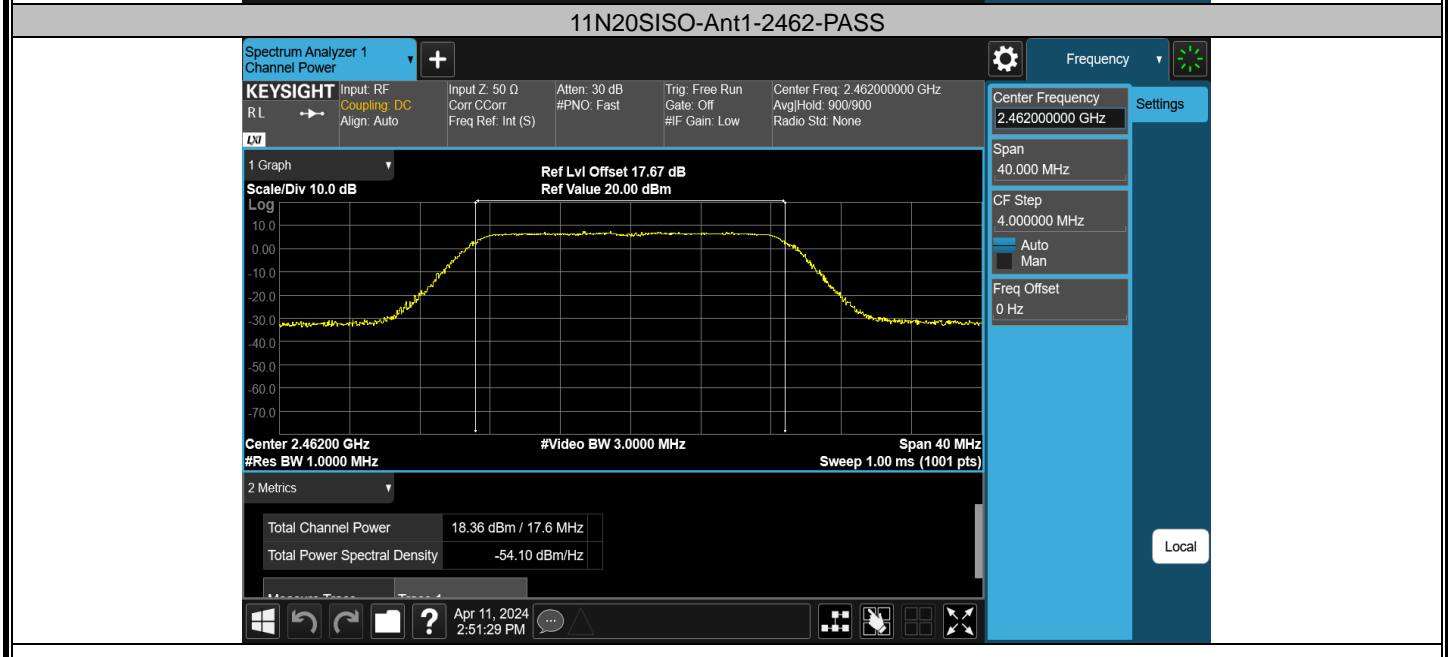 11N20SISO-Ant1-2462-PASS
Spectrum Analyzer 1
Channel Power
+
Frequency
KEYSIGHT
R L
LXI
Input: RF
Coupling: DC
Align: Auto
Input Z: 50 Ω
Corr CCorr
Freq Ref: Int (S)
Atten: 30 dB
#PNO: Fast
Trig: Free Run
Gate: Off
#IF Gain: Low
Center Freq: 2.462000000 GHz
Avg|Hold: 900/900
Radio Std: None
Center Frequency
2.462000000 GHz
Settings
Span
40.000 MHz
CF Step
4.000000 MHz
Auto
Man
Freq Offset
0 Hz
1 Graph
Scale/Div 10.0 dB
Ref Lvl Offset 17.67 dB
Ref Value 20.00 dBm
Log
10.0
0.00
-10.0
-20.0
-30.0
-40.0
-50.0
-60.0
-70.0
Center 2.46200 GHz
#Video BW 3.0000 MHz
Span 40 MHz
#Res BW 1.0000 MHz
Sweep 1.00 ms (1001 pts)
2 Metrics
Total Channel Power 18.36 dBm / 17.6 MHz
Total Power Spectral Density -54.10 dBm/Hz
Measure Trace Trace 1
Local
?
Apr 11, 2024
2:51:29 PM